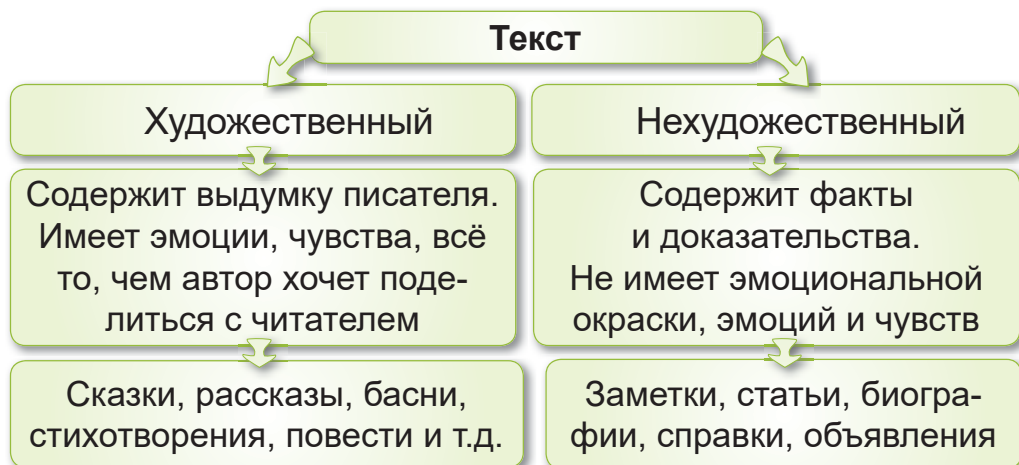 Текст
Художественный
Содержит выдумку писателя.
Имеет эмоции, чувства, всё
то, чем автор хочет поде-
литься с читателем
Сказки, рассказы, басни,
стихотворения, повести и т.д.
Нехудожественный
Содержит факты
и доказательства.
Не имеет эмоциональной
окраски, эмоций и чувств
Заметки, статьи, биогра-
фии, справки, объявления